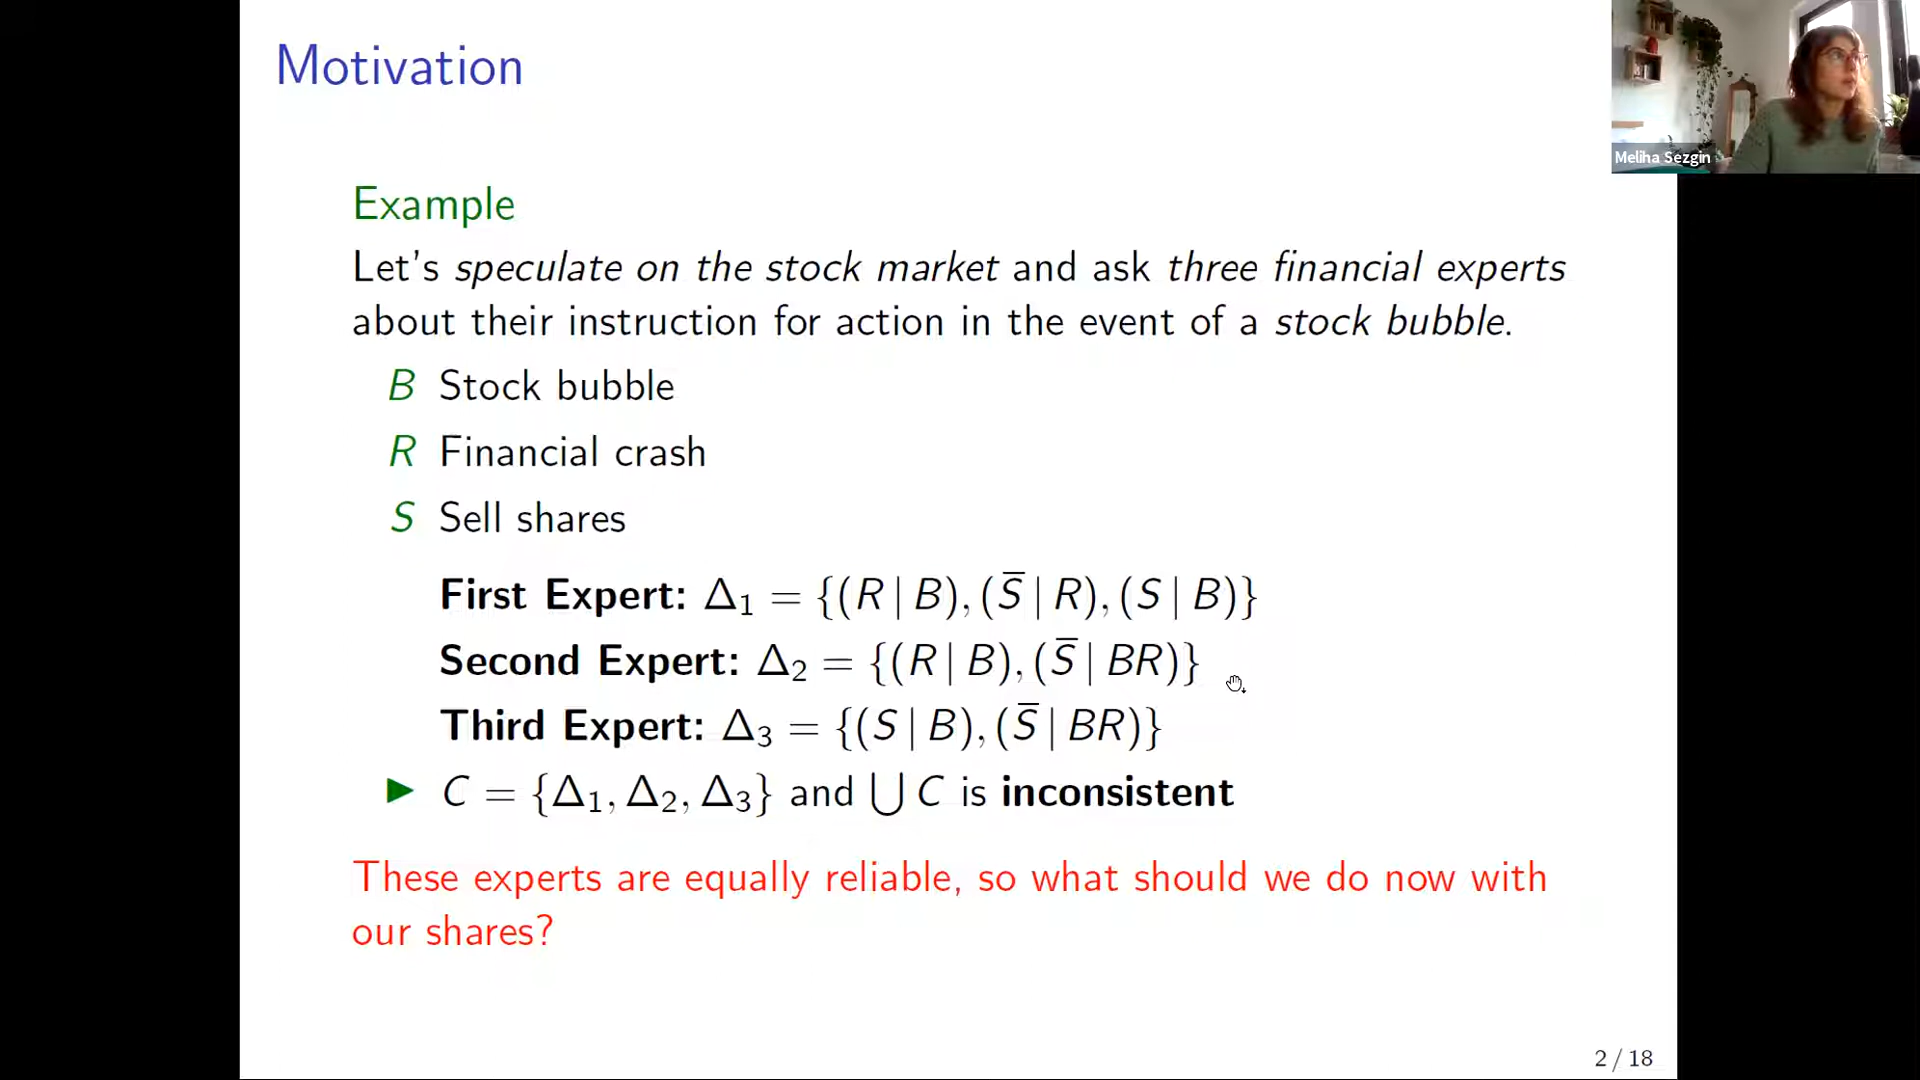 Motivation
Meliha Sezgin
Example
Let's speculate on the stock market and ask three financial experts
about their instruction for action in the event of a stock bubble.
B Stock bubble
R Financial crash
S Sell shares
First Expert: Δ₁ = {(R | B), (S̅ | R), (S | B)}
Second Expert: Δ₂ = {(R | B), (S̅ | BR)}
Third Expert: Δ₃ = {(S | B), (S̅ | BR)}
▶ C = {Δ₁, Δ₂, Δ₃} and ⋃ C is inconsistent
These experts are equally reliable, so what should we do now with
our shares?
2 / 18